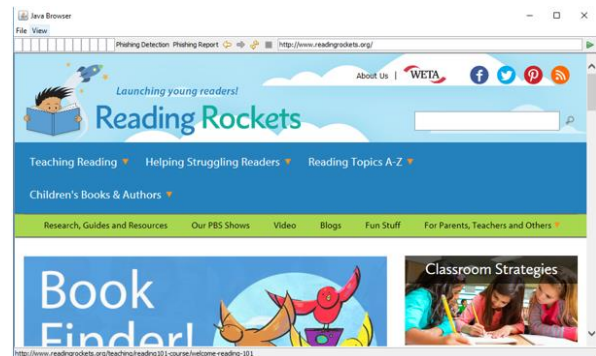 Java Browser
File View
Phishing Detection Phishing Report http://www.readingrockets.org/
About Us | WETA
Launching young readers!
Reading Rockets
Teaching Reading Helping Struggling Readers Reading Topics A-Z
Children's Books & Authors
Research, Guides and Resources Our PBS Shows Video Blogs Fun Stuff For Parents, Teachers and Others
Book
Finder!
Classroom Strategies
http://www.readingrockets.org/teaching/reading101-course/welcome-reading-101